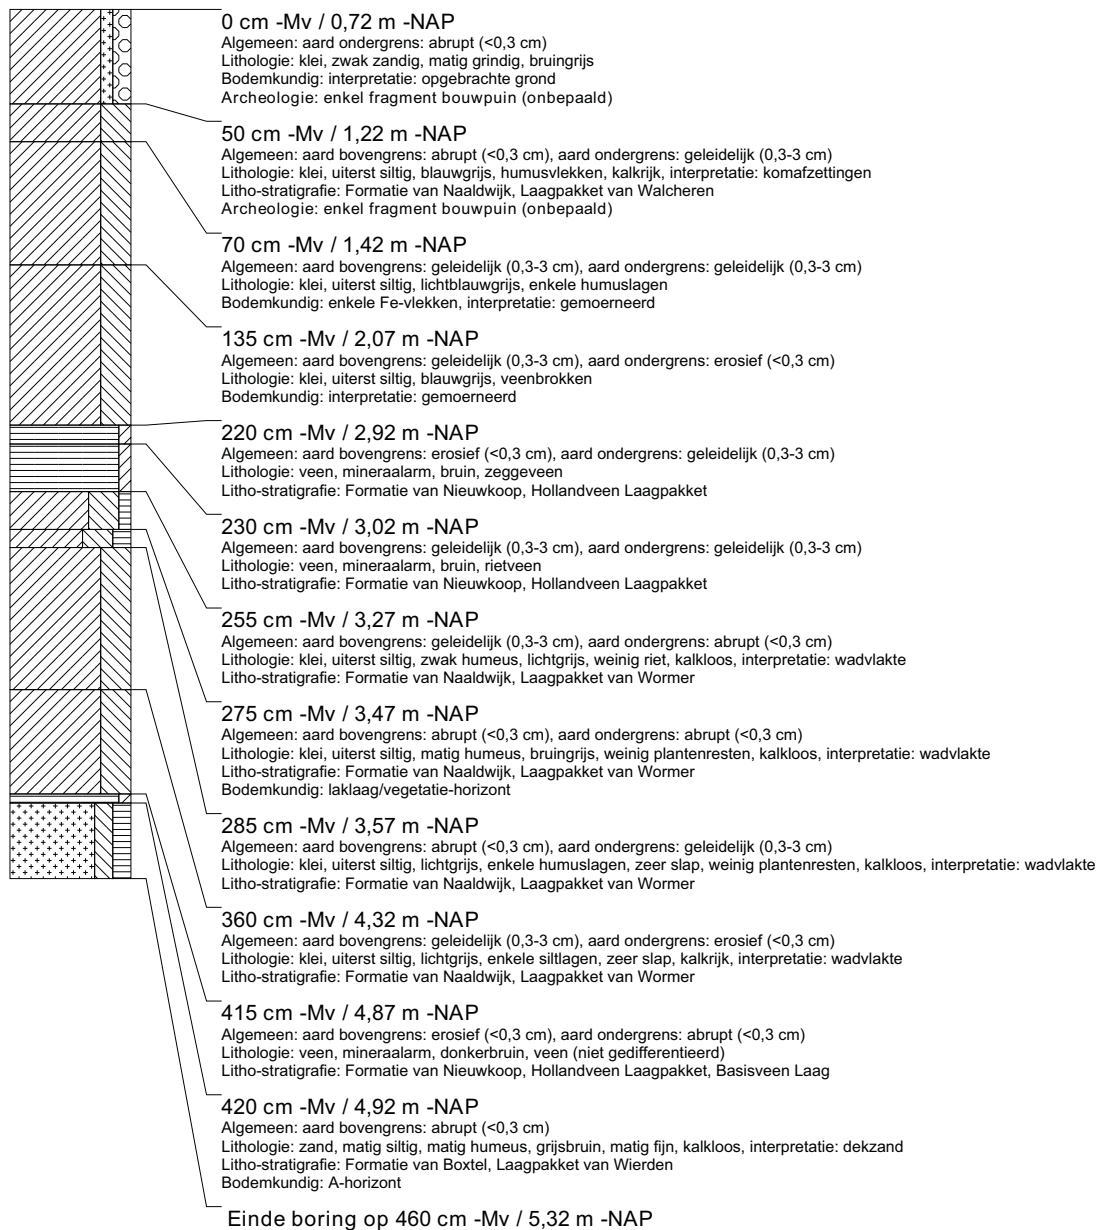 0 cm -Mv / 0,72 m -NAP
Algemeen: aard ondergrens: abrupt (<0,3 cm)
Lithologie: klei, zwak zandig, matig grindig, bruingrijs
Bodemkundig: interpretatie: opgebrachte grond
Archeologie: enkel fragment bouwpuin (onbepaald)
50 cm -Mv / 1,22 m -NAP
Algemeen: aard bovengrens: abrupt (<0,3 cm), aard ondergrens: geleidelijk (0,3-3 cm)
Lithologie: klei, uiterst siltig, blauwgrijs, humusvlekken, kalkrijk, interpretatie: komafzettingen
Litho-stratigrafie: Formatie van Naaldwijk, Laagpakket van Walcheren
Archeologie: enkel fragment bouwpuin (onbepaald)
70 cm -Mv / 1,42 m -NAP
Algemeen: aard bovengrens: geleidelijk (0,3-3 cm), aard ondergrens: geleidelijk (0,3-3 cm)
Lithologie: klei, uiterst siltig, lichtblauwgrijs, enkele humuslagen
Bodemkundig: enkele Fe-vlekken, interpretatie: gemoerneerd
135 cm -Mv / 2,07 m -NAP
Algemeen: aard bovengrens: geleidelijk (0,3-3 cm), aard ondergrens: erosief (<0,3 cm)
Lithologie: klei, uiterst siltig, blauwgrijs, veenbrokken
Bodemkundig: interpretatie: gemoerneerd
220 cm -Mv / 2,92 m -NAP
Algemeen: aard bovengrens: erosief (<0,3 cm), aard ondergrens: geleidelijk (0,3-3 cm)
Lithologie: veen, mineraalarm, bruin, zeggeveen
Litho-stratigrafie: Formatie van Nieuwkoop, Hollandveen Laagpakket
230 cm -Mv / 3,02 m -NAP
Algemeen: aard bovengrens: geleidelijk (0,3-3 cm), aard ondergrens: geleidelijk (0,3-3 cm)
Lithologie: veen, mineraalarm, bruin, rietveen
Litho-stratigrafie: Formatie van Nieuwkoop, Hollandveen Laagpakket
255 cm -Mv / 3,27 m -NAP
Algemeen: aard bovengrens: geleidelijk (0,3-3 cm), aard ondergrens: abrupt (<0,3 cm)
Lithologie: klei, uiterst siltig, zwak humeus, lichtgrijs, weinig riet, kalkloos, interpretatie: wadvlakte
Litho-stratigrafie: Formatie van Naaldwijk, Laagpakket van Wormer
275 cm -Mv / 3,47 m -NAP
Algemeen: aard bovengrens: abrupt (<0,3 cm), aard ondergrens: abrupt (<0,3 cm)
Lithologie: klei, uiterst siltig, matig humeus, bruingrijs, weinig plantenresten, kalkloos, interpretatie: wadvlakte
Litho-stratigrafie: Formatie van Naaldwijk, Laagpakket van Wormer
Bodemkundig: laklaag/vegetatie-horizont
285 cm -Mv / 3,57 m -NAP
Algemeen: aard bovengrens: abrupt (<0,3 cm), aard ondergrens: geleidelijk (0,3-3 cm)
Lithologie: klei, uiterst siltig, lichtgrijs, enkele humuslagen, zeer slap, weinig plantenresten, kalkloos, interpretatie: wadvlakte
Litho-stratigrafie: Formatie van Naaldwijk, Laagpakket van Wormer
360 cm -Mv / 4,32 m -NAP
Algemeen: aard bovengrens: geleidelijk (0,3-3 cm), aard ondergrens: erosief (<0,3 cm)
Lithologie: klei, uiterst siltig, lichtgrijs, enkele siltlagen, zeer slap, kalkrijk, interpretatie: wadvlakte
Litho-stratigrafie: Formatie van Naaldwijk, Laagpakket van Wormer
415 cm -Mv / 4,87 m -NAP
Algemeen: aard bovengrens: erosief (<0,3 cm), aard ondergrens: abrupt (<0,3 cm)
Lithologie: veen, mineraalarm, donkerbruin, veen (niet gedifferentieerd)
Litho-stratigrafie: Formatie van Nieuwkoop, Hollandveen Laagpakket, Basisveen Laag
420 cm -Mv / 4,92 m -NAP
Algemeen: aard bovengrens: abrupt (<0,3 cm)
Lithologie: zand, matig siltig, matig humeus, grijsbruin, matig fijn, kalkloos, interpretatie: dekzand
Litho-stratigrafie: Formatie van Boxtel, Laagpakket van Wierden
Bodemkundig: A-horizont
Einde boring op 460 cm -Mv / 5,32 m -NAP